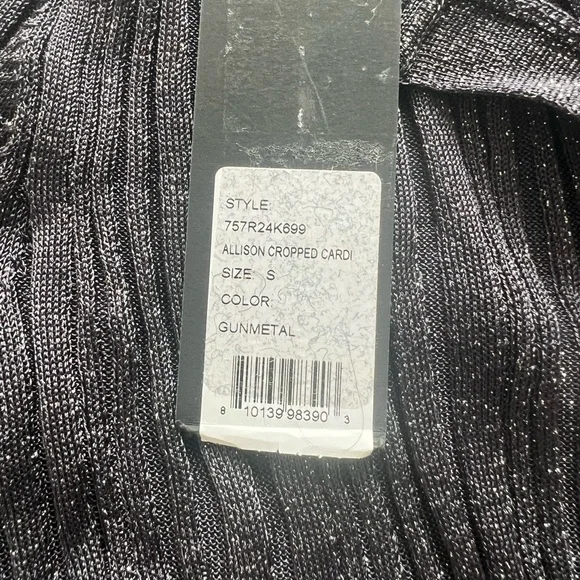 STYLE:
757R24K699
ALLISON CROPPED CARDI
SIZE: S
COLOR:
GUNMETAL
8 10139 98390 3